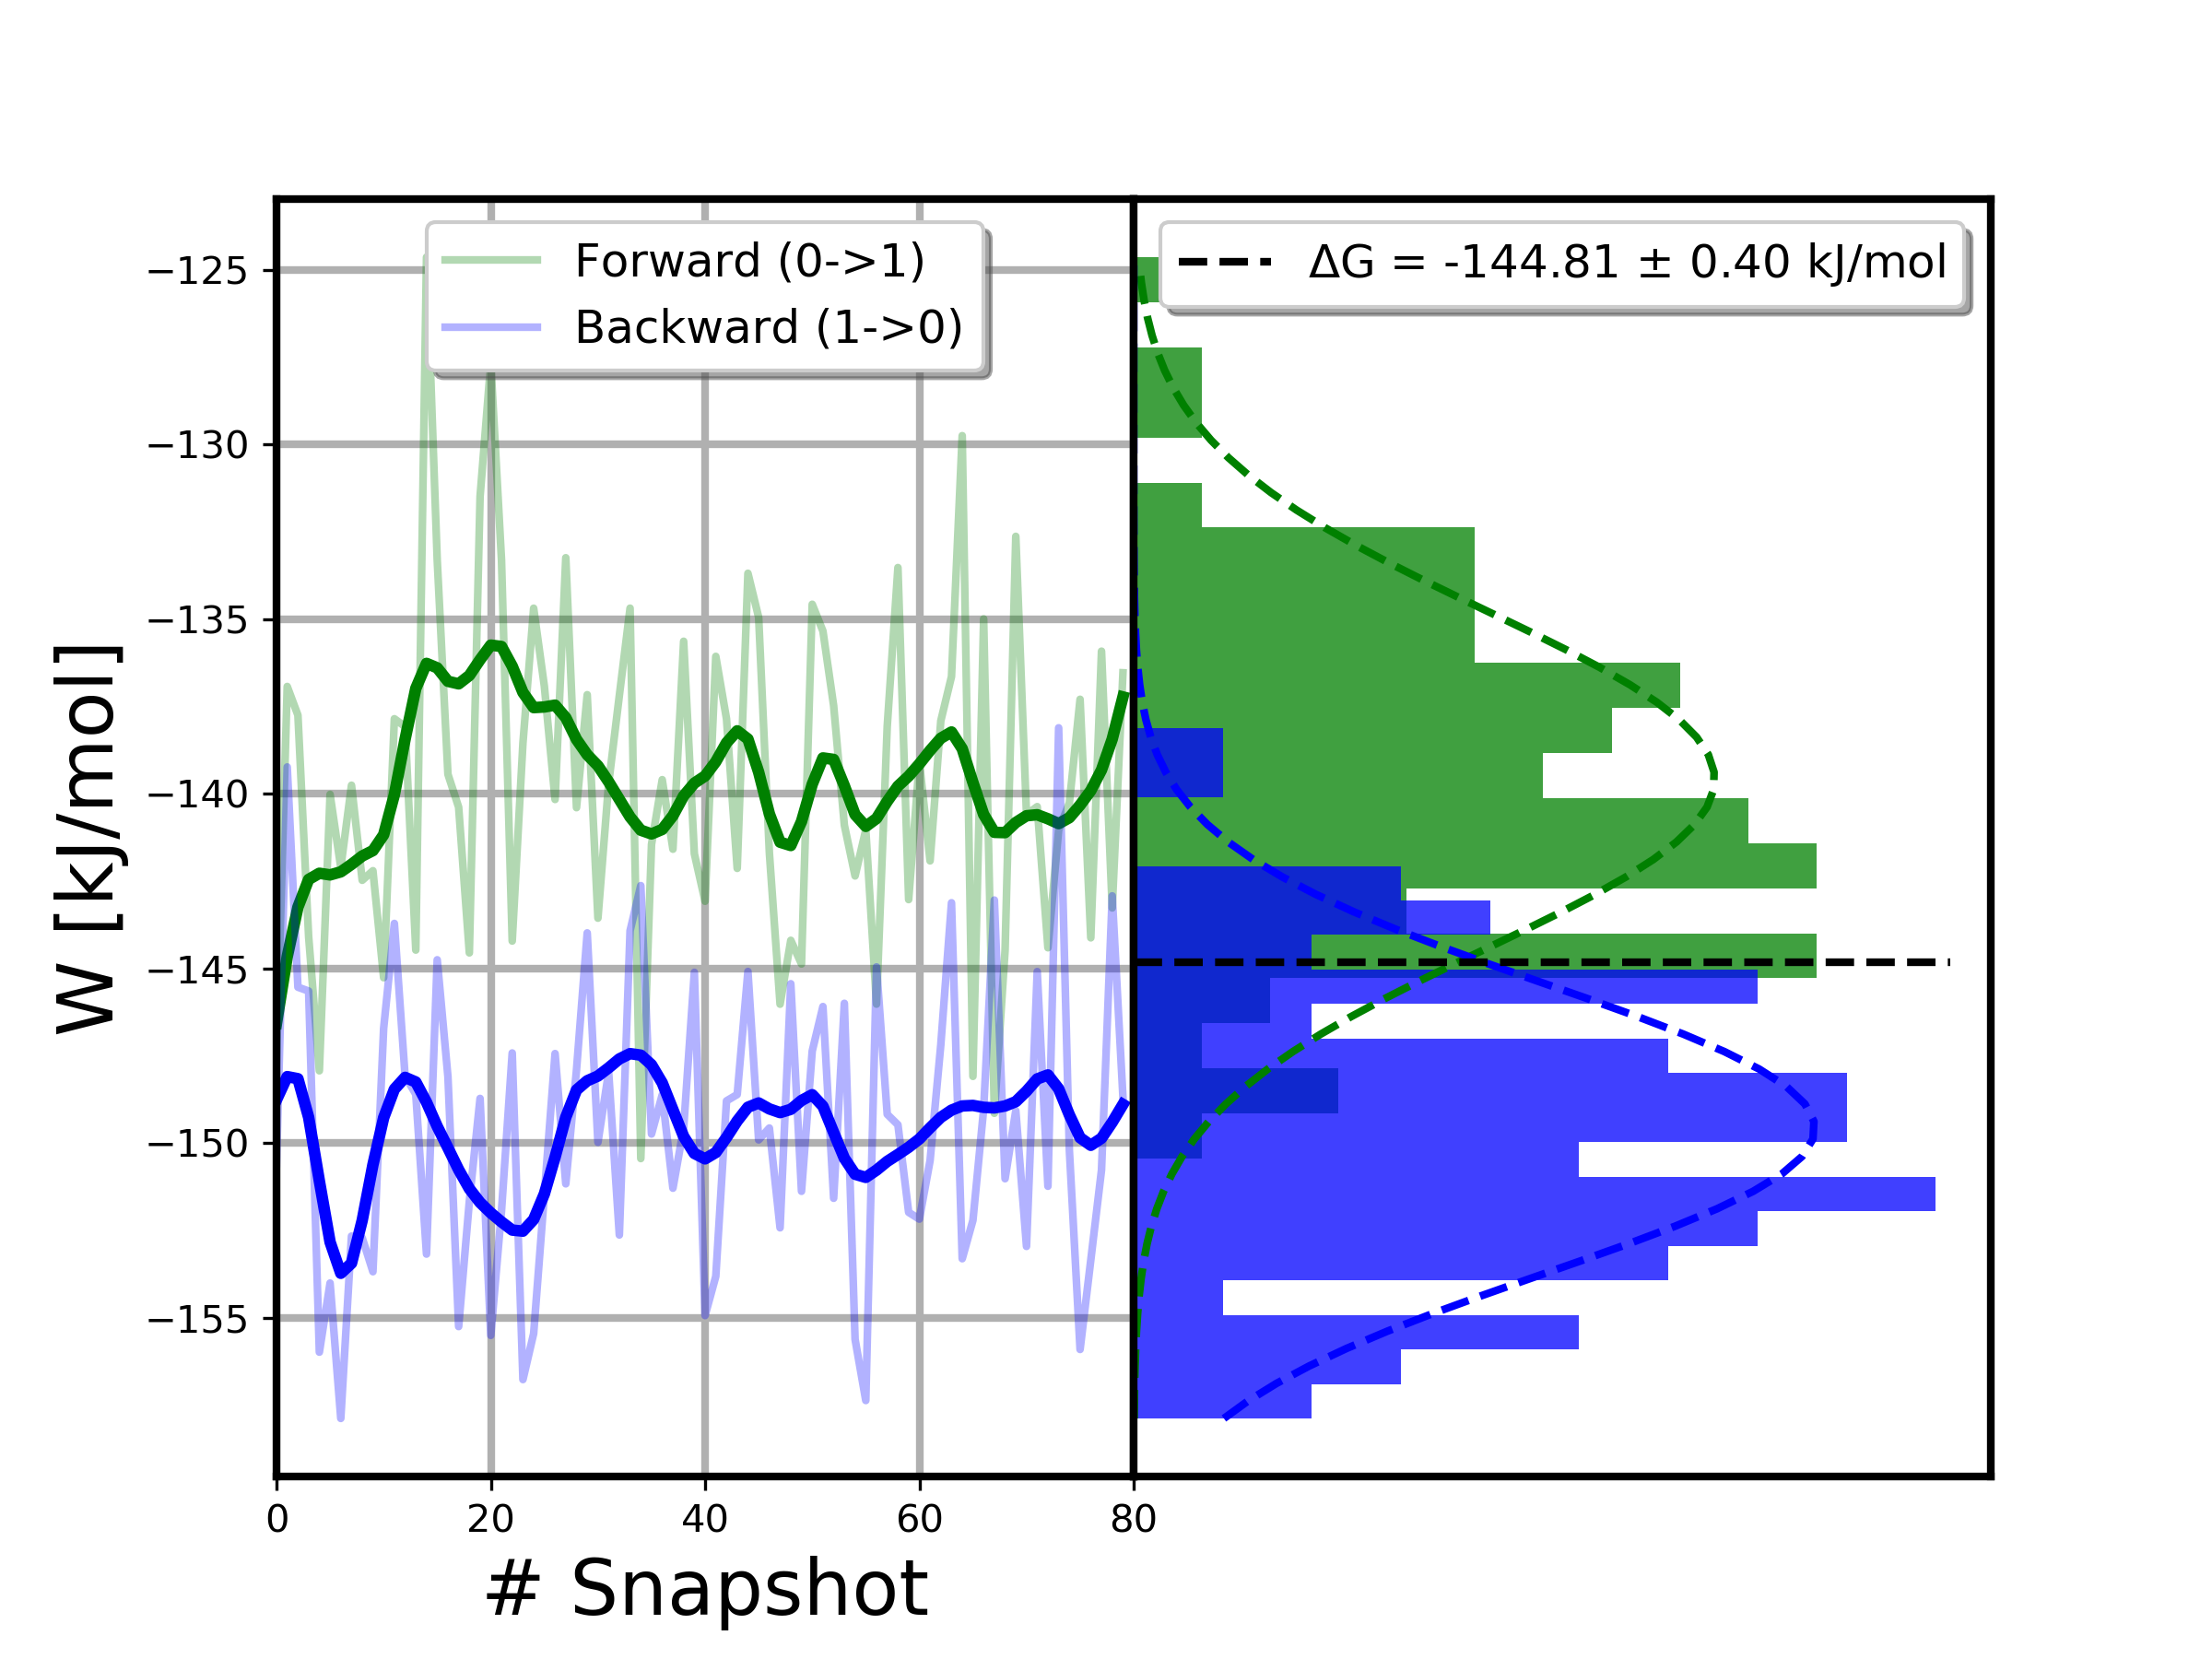 Forward (0->1)
Backward (1->0)
ΔG = -144.81 ± 0.40 kJ/mol
W [kJ/mol]
−125
−130
−135
−140
−145
−150
−155
0 20 40 60 80
# Snapshot